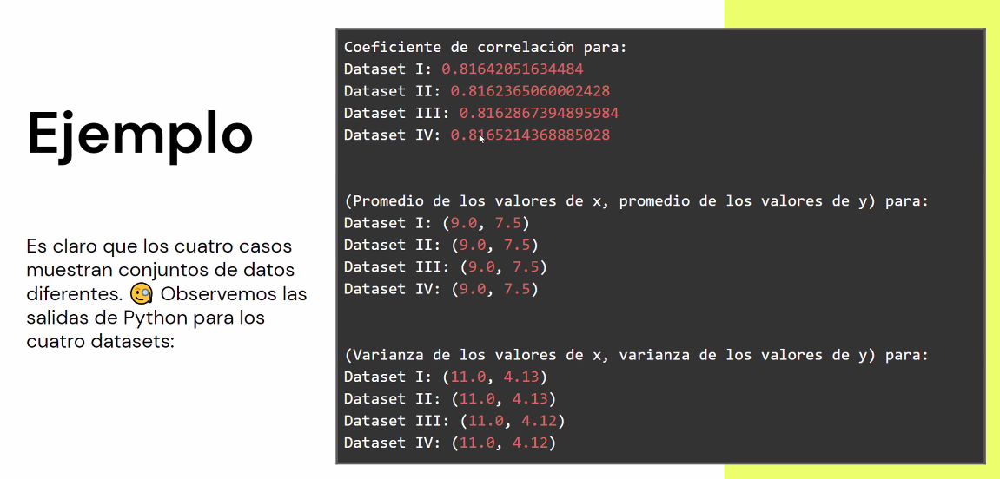 Ejemplo
Es claro que los cuatro casos
muestran conjuntos de datos
diferentes. 🧐 Observemos las
salidas de Python para los
cuatro datasets:
Coeficiente de correlación para:
Dataset I: 0.81642051634484
Dataset II: 0.8162365060002428
Dataset III: 0.8162867394895984
Dataset IV: 0.8165214368885028
(Promedio de los valores de x, promedio de los valores de y) para:
Dataset I: (9.0, 7.5)
Dataset II: (9.0, 7.5)
Dataset III: (9.0, 7.5)
Dataset IV: (9.0, 7.5)
(Varianza de los valores de x, varianza de los valores de y) para:
Dataset I: (11.0, 4.13)
Dataset II: (11.0, 4.13)
Dataset III: (11.0, 4.12)
Dataset IV: (11.0, 4.12)